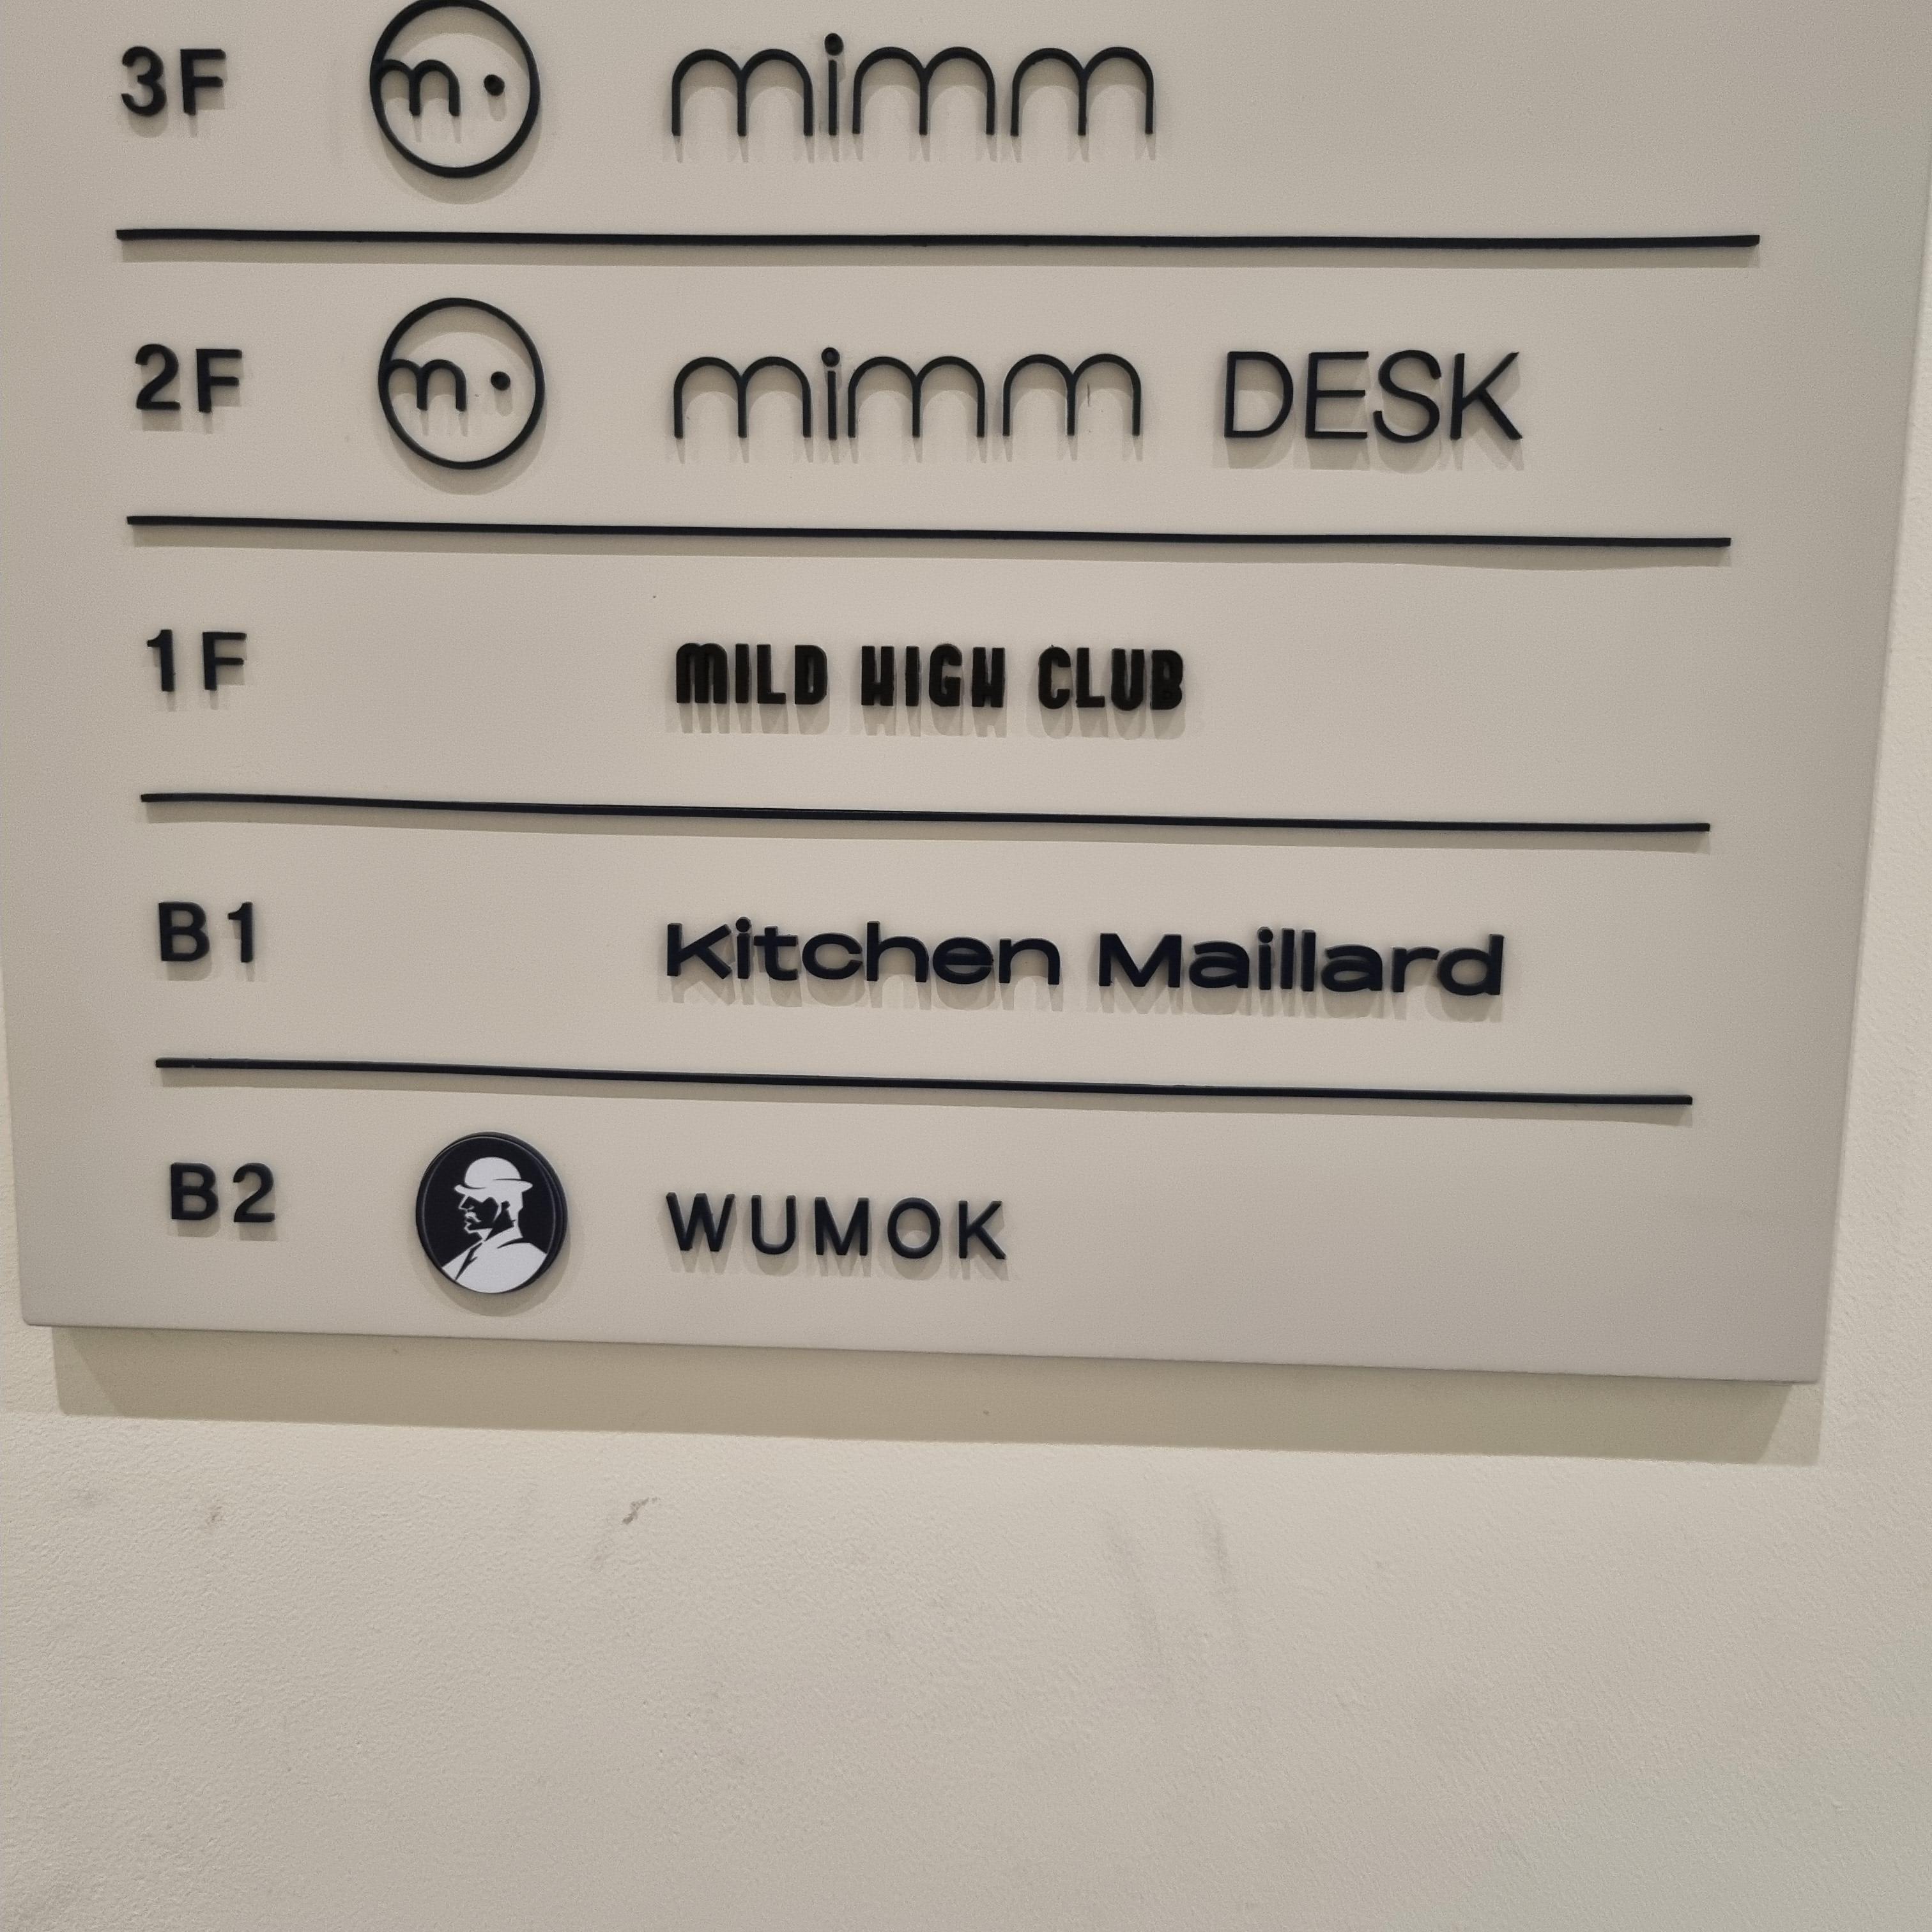 3F m. mimm
2F m. mimm DESK
1F MILD HIGH CLUB
B1 Kitchen Maillard
B2 WUMOK